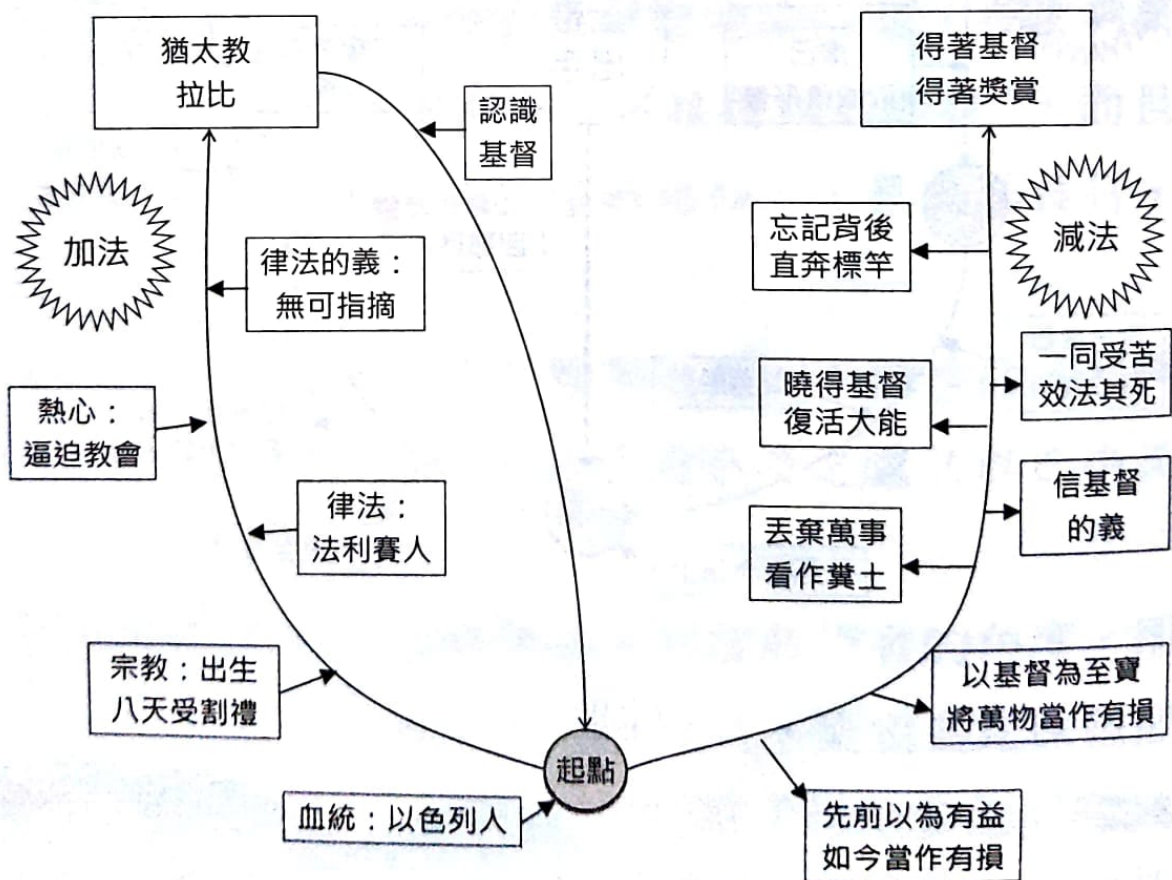 猶太教
拉比
得著基督
得著獎賞
認識
基督
加法
減法
律法的義：
無可指摘
忘記背後
直奔標竿
熱心：
逼迫教會
曉得基督
復活大能
一同受苦
效法其死
律法：
法利賽人
丟棄萬事
看作糞土
信基督
的義
宗教：出生
八天受割禮
以基督為至寶
將萬物當作有損
起點
血統：以色列人
先前以為有益
如今當作有損